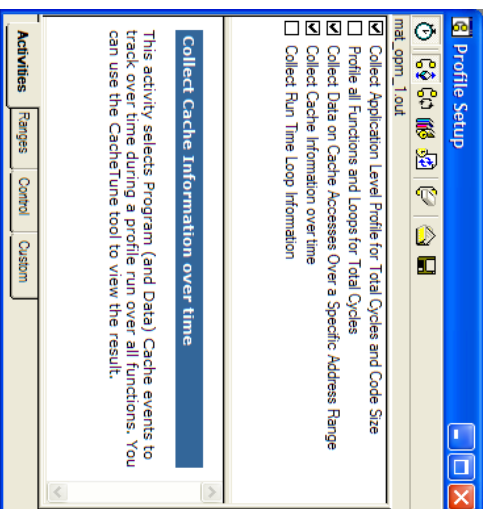 Profile Setup
mat_opm_1.out
Collect Application Level Profile for Total Cycles and Code Size
Profile all Functions and Loops for Total Cycles
Collect Data on Cache Accesses Over a Specific Address Range
Collect Cache Information over time
Collect Run Time Loop Information
Collect Cache Information over time
This activity selects Program (and Data) Cache events to
track over time during a profile run over all functions. You
can use the CacheTune tool to view the result.
Activities
Ranges
Control
Custom